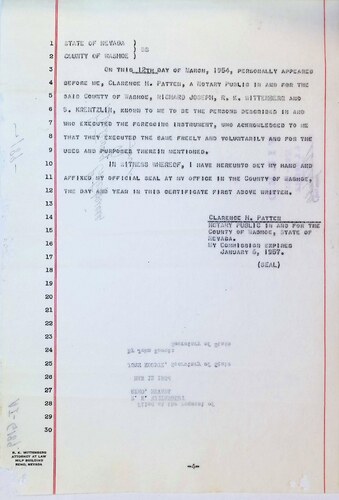 1 STATE OF NEVADA )
) SS
2 COUNTY OF WASHOE )
3 ON THIS 12TH DAY OF MARCH, 1954, PERSONALLY APPEARED
4 BEFORE ME, CLARENCE H. PATTEN, A NOTARY PUBLIC IN AND FOR THE
5 SAID COUNTY OF WASHOE, RICHARD JOSEPH, R. K. WITTENBERG AND
6 S. KRENTZLIN, KNOWN TO ME TO BE THE PERSONS DESCRIBED IN AND
7 WHO EXECUTED THE FOREGOING INSTRUMENT, WHO ACKNOWLEDGED TO ME
8 THAT THEY EXECUTED THE SAME FREELY AND VOLUNTARILY AND FOR THE
9 USES AND PURPOSES THEREIN MENTIONED.
10 IN WITNESS WHEREOF, I HAVE HEREUNTO SET MY HAND AND
11 AFFIXED MY OFFICIAL SEAL AT MY OFFICE IN THE COUNTY OF WASHOE,
12 THE DAY AND YEAR IN THIS CERTIFICATE FIRST ABOVE WRITTEN.
13
14 CLARENCE H. PATTEN
15 NOTARY PUBLIC IN AND FOR THE
COUNTY OF WASHOE, STATE OF
16 NEVADA.
MY COMMISSION EXPIRES
17 JANUARY 6, 1957.
18 (SEAL)
19
20
21
22
23
24
25
26
27
28
29
30
R. K. WITTENBERG
ATTORNEY AT LAW
RENO, NEVADA